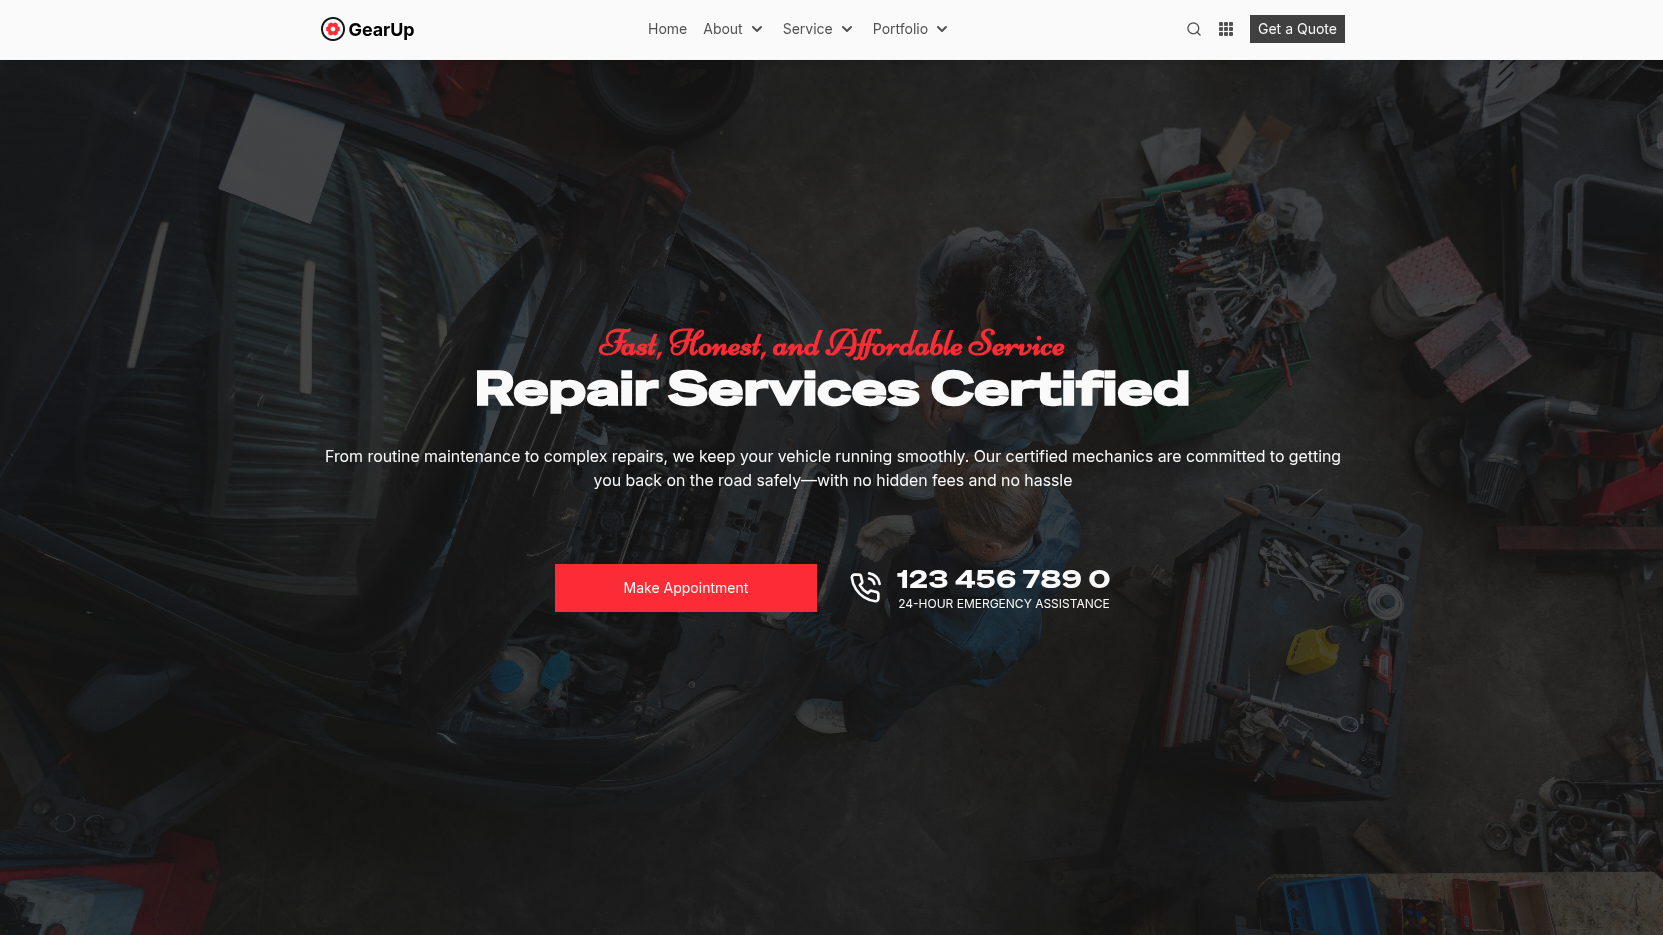 GearUp
Home About Service Portfolio
Get a Quote
Fast, Honest, and Affordable Service
Repair Services Certified
From routine maintenance to complex repairs, we keep your vehicle running smoothly. Our certified mechanics are committed to getting
you back on the road safely—with no hidden fees and no hassle
Make Appointment
123 456 789 0
24-HOUR EMERGENCY ASSISTANCE